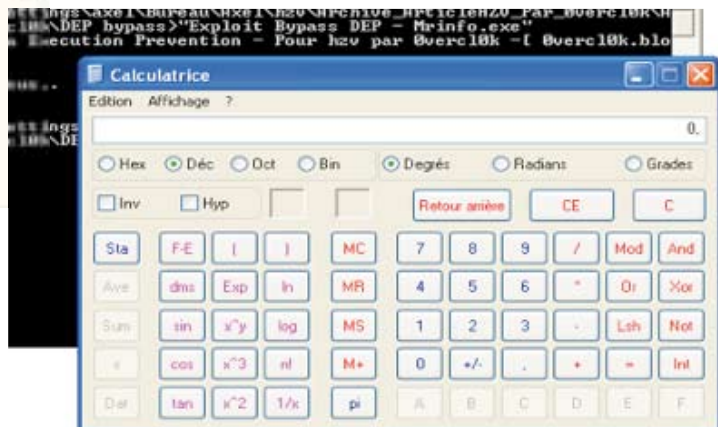 DEP bypass>"Exploit Bypass DEP - Mrinfo.exe"
Execution Prevention - Pour hzv par 0vercl0k -[ 0vercl0k.blo
Calculatrice
Edition Affichage ?
0,
Hex Déc Oct Bin Degrés Radians Grades
Inv Hyp Retour arrière CE C
Sta F-E ( ) MC 7 8 9 / Mod And
Ave dms Exp ln MR 4 5 6 * Or Xor
Sum sin x^y log MS 1 2 3 - Lsh Not
s cos x^3 n! M+ 0 +/- , + = Int
Dat tan x^2 1/x pi A B C D E F